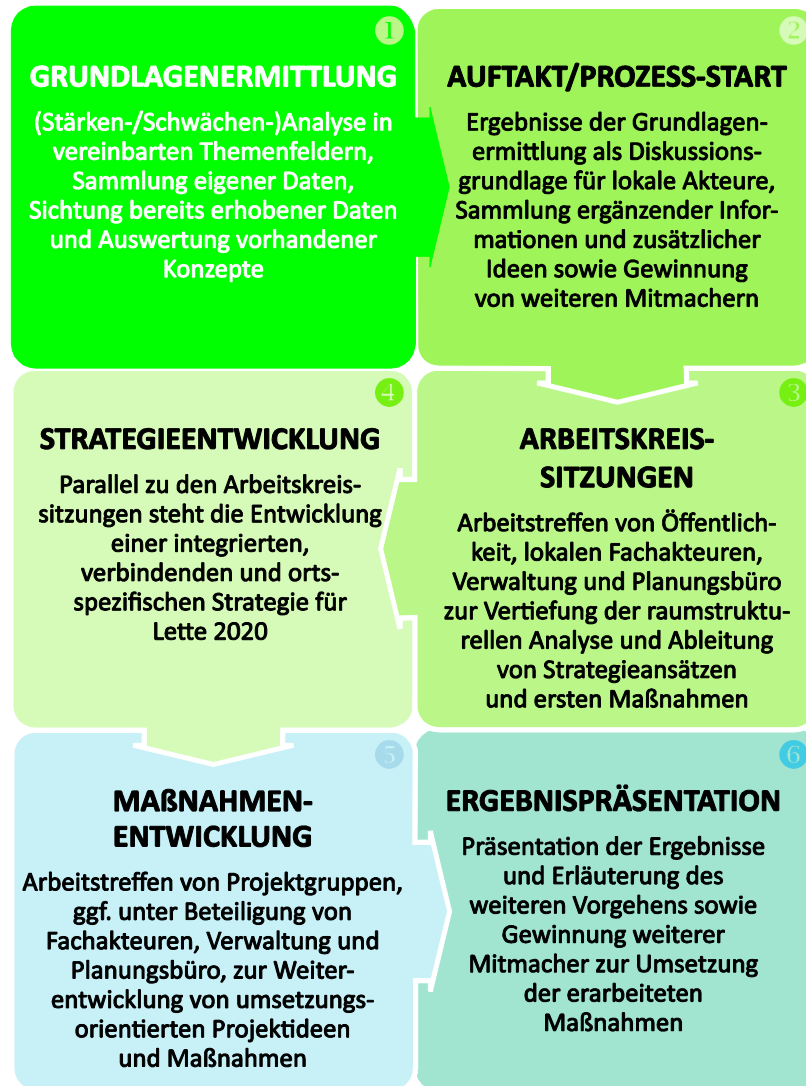 1
GRUNDLAGENERMITTLUNG
(Stärken-/Schwächen-)Analyse in
vereinbarten Themenfeldern,
Sammlung eigener Daten,
Sichtung bereits erhobener Daten
und Auswertung vorhandener
Konzepte
2
AUFTAKT/PROZESS-START
Ergebnisse der Grundlagen-
ermittlung als Diskussions-
grundlage für lokale Akteure,
Sammlung ergänzender Infor-
mationen und zusätzlicher
Ideen sowie Gewinnung
von weiteren Mitmachern
3
ARBEITSKREIS-
SITZUNGEN
Arbeitstreffen von Öffentlich-
keit, lokalen Fachakteuren,
Verwaltung und Planungsbüro
zur Vertiefung der raumstruktu-
rellen Analyse und Ableitung
von Strategieansätzen
und ersten Maßnahmen
4
STRATEGIEENTWICKLUNG
Parallel zu den Arbeitskreis-
sitzungen steht die Entwicklung
einer integrierten,
verbindenden und orts-
spezifischen Strategie für
Lette 2020
5
MAßNAHMEN-
ENTWICKLUNG
Arbeitstreffen von Projektgruppen,
ggf. unter Beteiligung von
Fachakteuren, Verwaltung und
Planungsbüro, zur Weiter-
entwicklung von umsetzungs-
orientierten Projektideen
und Maßnahmen
6
ERGEBNISPRÄSENTATION
Präsentation der Ergebnisse
und Erläuterung des
weiteren Vorgehens sowie
Gewinnung weiterer
Mitmacher zur Umsetzung
der erarbeiteten
Maßnahmen